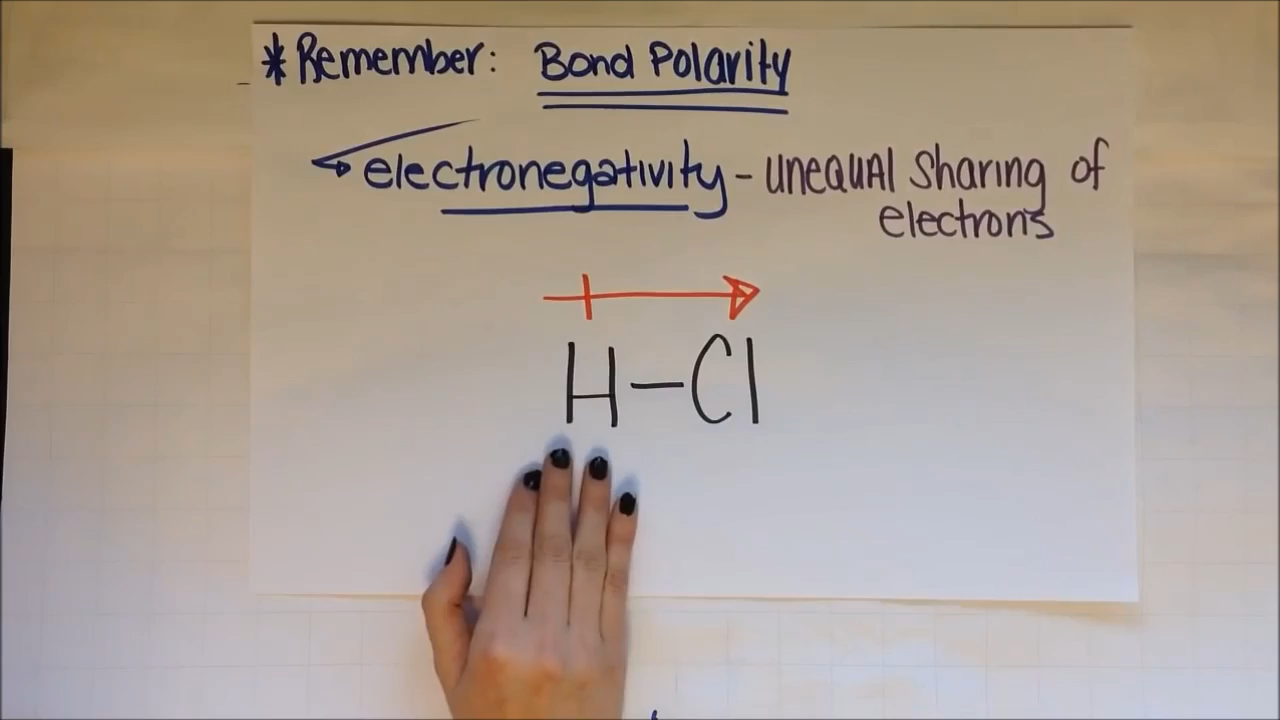 *Remember: Bond Polarity
electronegativity - unequal sharing of
electrons
H-Cl